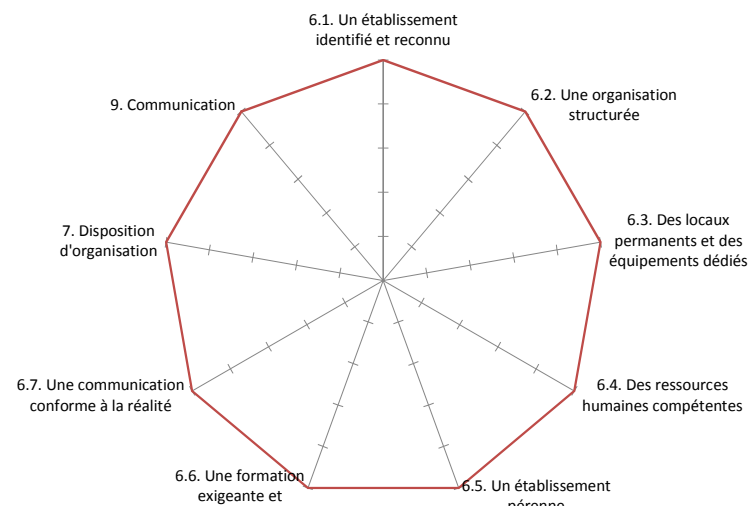 6.1. Un établissement
identifié et reconnu
6.2. Une organisation
structurée
6.3. Des locaux
permanents et des
équipements dédiés
6.4. Des ressources
humaines compétentes
6.5. Un établissement
pérenne
6.6. Une formation
exigeante et
6.7. Une communication
conforme à la réalité
7. Disposition
d'organisation
9. Communication